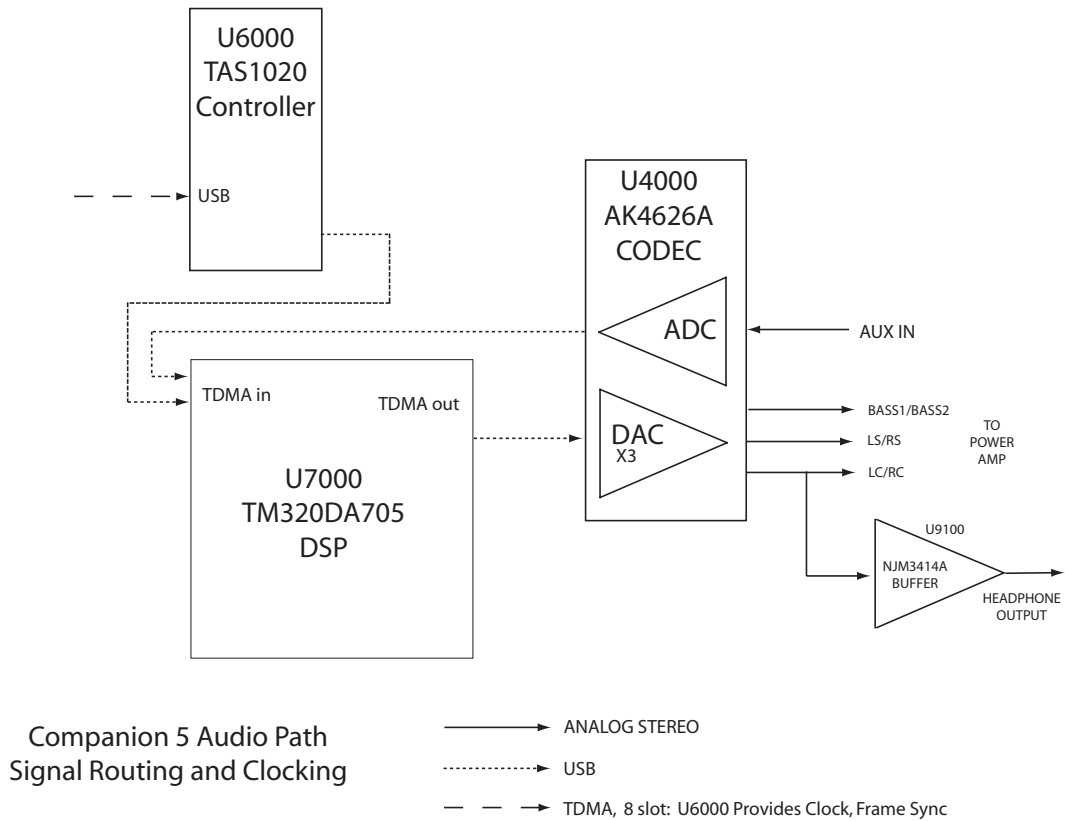 U6000
TAS1020
Controller
USB
U4000
AK4626A
CODEC
ADC
AUX IN
TDMA in
TDMA out
DAC
X3
BASS1/BASS2
LS/RS
LC/RC
TO
POWER
AMP
U7000
TM320DA705
DSP
U9100
NJM3414A
BUFFER
HEADPHONE
OUTPUT
Companion 5 Audio Path
Signal Routing and Clocking
ANALOG STEREO
USB
TDMA, 8 slot: U6000 Provides Clock, Frame Sync